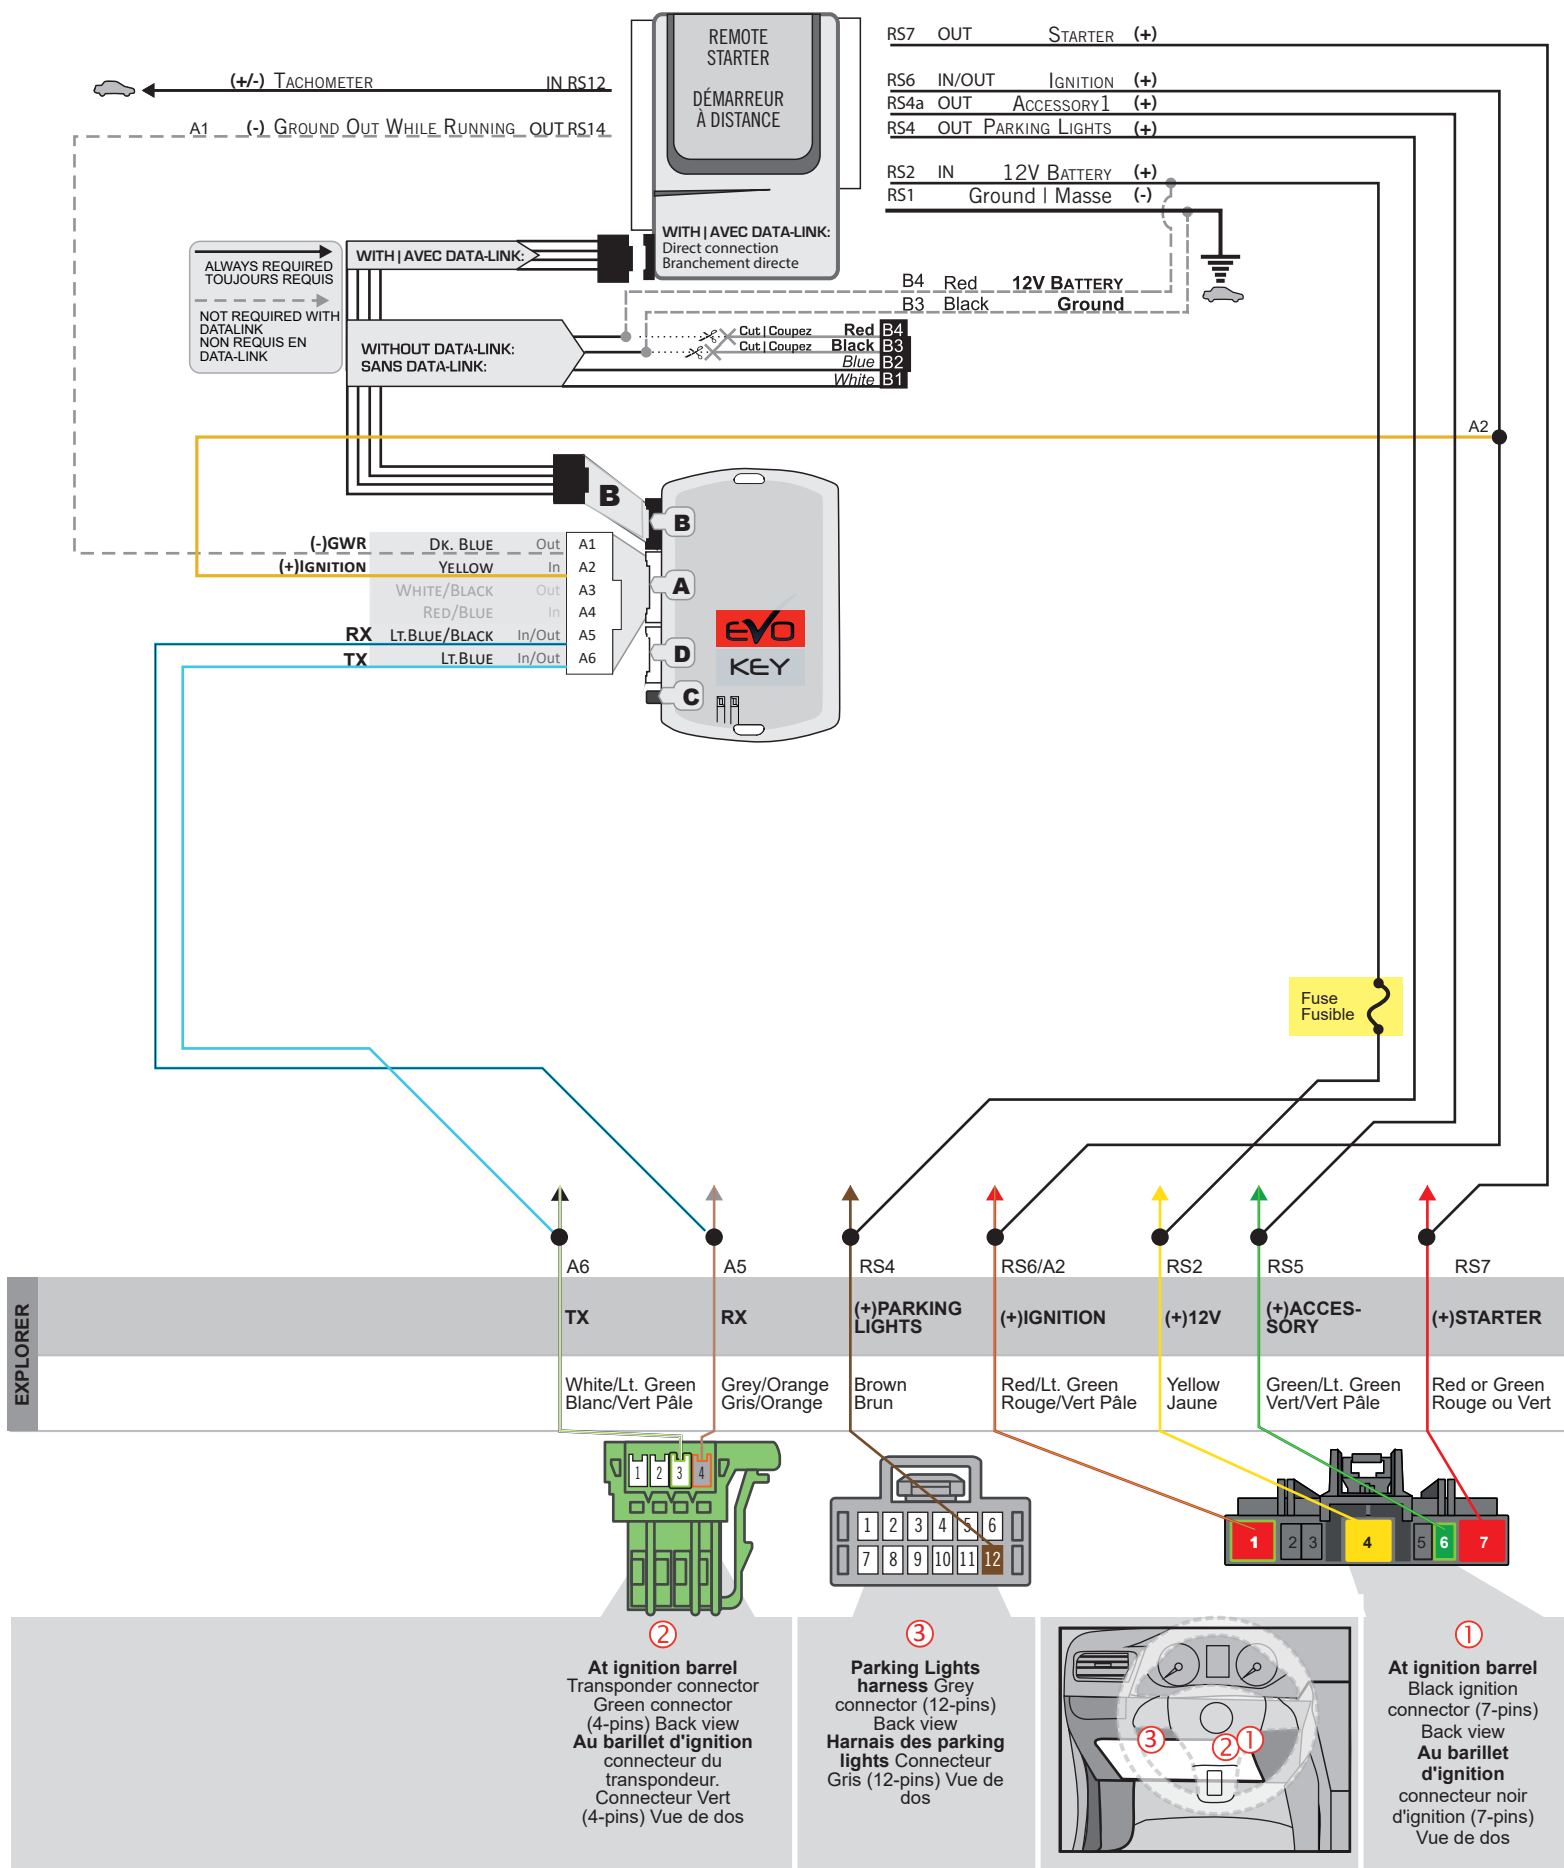 REMOTE
STARTER
DÉMARREUR
À DISTANCE
WITH | AVEC DATA-LINK:
Direct connection
Branchement directe
(+/-) TACHOMETER IN RS12
A1 (-) GROUND OUT WHILE RUNNING OUT RS14
RS7 OUT STARTER (+)
RS6 IN/OUT IGNITION (+)
RS4a OUT ACCESSORY1 (+)
RS4 OUT PARKING LIGHTS (+)
RS2 IN 12V BATTERY (+)
RS1 Ground | Masse (-)
ALWAYS REQUIRED
TOUJOURS REQUIS
NOT REQUIRED WITH
DATALINK
NON REQUIS EN
DATA-LINK
WITH | AVEC DATA-LINK:
WITHOUT DATA-LINK:
SANS DATA-LINK:
B4 Red 12V BATTERY
B3 Black Ground
Cut | Coupez Red B4
Cut | Coupez Black B3
Blue B2
White B1
A2
B
B
A
D
C
EVO
KEY
(-)GWR DK. BLUE Out A1
(+)IGNITION YELLOW In A2
WHITE/BLACK Out A3
RED/BLUE In A4
RX LT.BLUE/BLACK In/Out A5
TX LT.BLUE In/Out A6
Fuse
Fusible
EXPLORER
A6
TX
White/Lt. Green
Blanc/Vert Pâle
A5
RX
Grey/Orange
Gris/Orange
RS4
(+)PARKING
LIGHTS
Brown
Brun
RS6/A2
(+)IGNITION
Red/Lt. Green
Rouge/Vert Pâle
RS2
(+)12V
Yellow
Jaune
RS5
(+)ACCES-
SORY
Green/Lt. Green
Vert/Vert Pâle
RS7
(+)STARTER
Red or Green
Rouge ou Vert
1 2 3 4
1 2 3 4 5 6
7 8 9 10 11 12
1 2 3 4 5 6 7
2
At ignition barrel
Transponder connector
Green connector
(4-pins) Back view
Au barillet d'ignition
connecteur du
transpondeur.
Connecteur Vert
(4-pins) Vue de dos
3
Parking Lights
harness Grey
connector (12-pins)
Back view
Harnais des parking
lights Connecteur
Gris (12-pins) Vue de
dos
3 2 1
1
At ignition barrel
Black ignition
connector (7-pins)
Back view
Au barillet
d'ignition
connecteur noir
d'ignition (7-pins)
Vue de dos